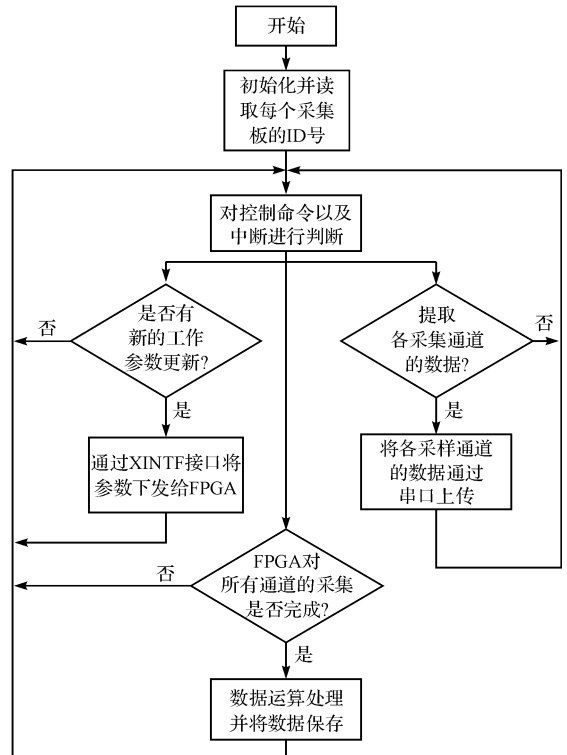 开始
初始化并读
取每个采集
板的ID号
对控制命令以及
中断进行判断
是否有
新的工作
参数更新?
否
是
通过XINTF接口将
参数下发给FPGA
提取
各采集通道
的数据?
否
是
将各采样通道
的数据通过
串口上传
FPGA对
所有通道的采集
是否完成?
否
是
数据运算处理
并将数据保存